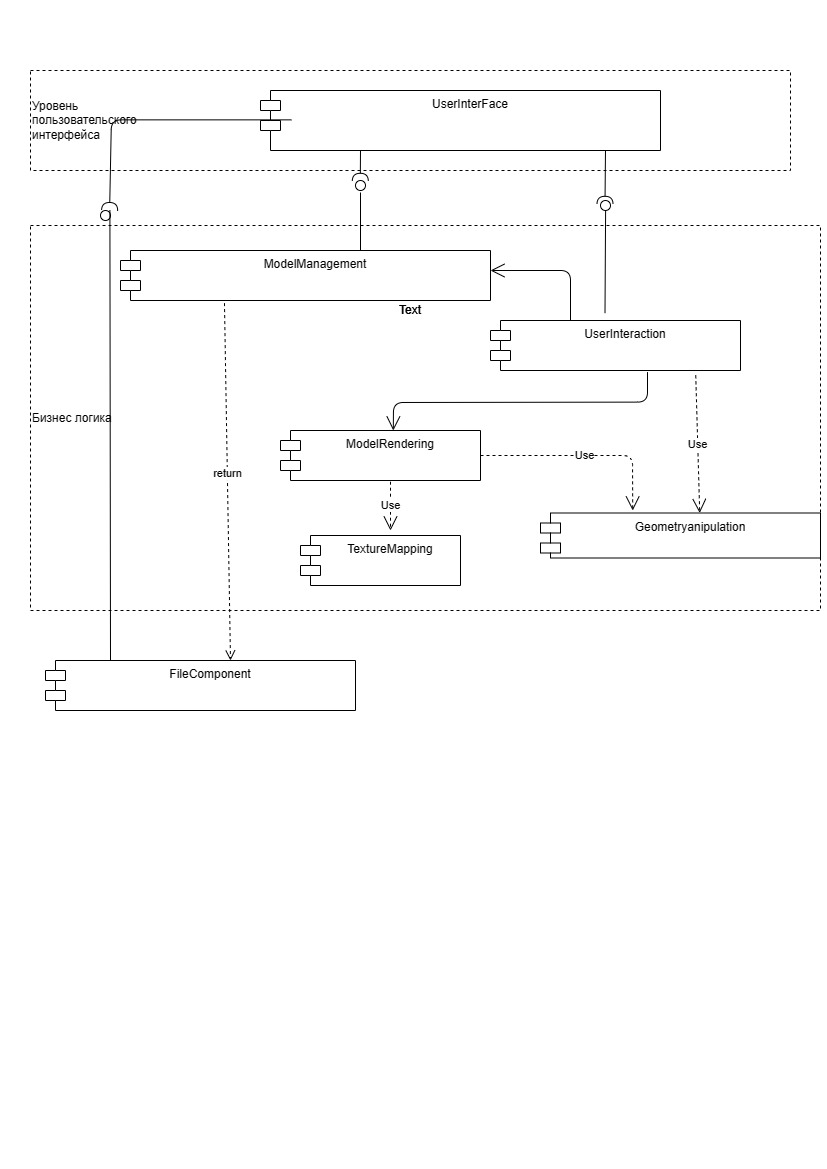 UserInterFace
Уровень
пользовательского
интерфейса
ModelManagement
Text
UserInteraction
Бизнес логика
ModelRendering
Use
Use
return
Use
Geometryanipulation
TextureMapping
FileComponent